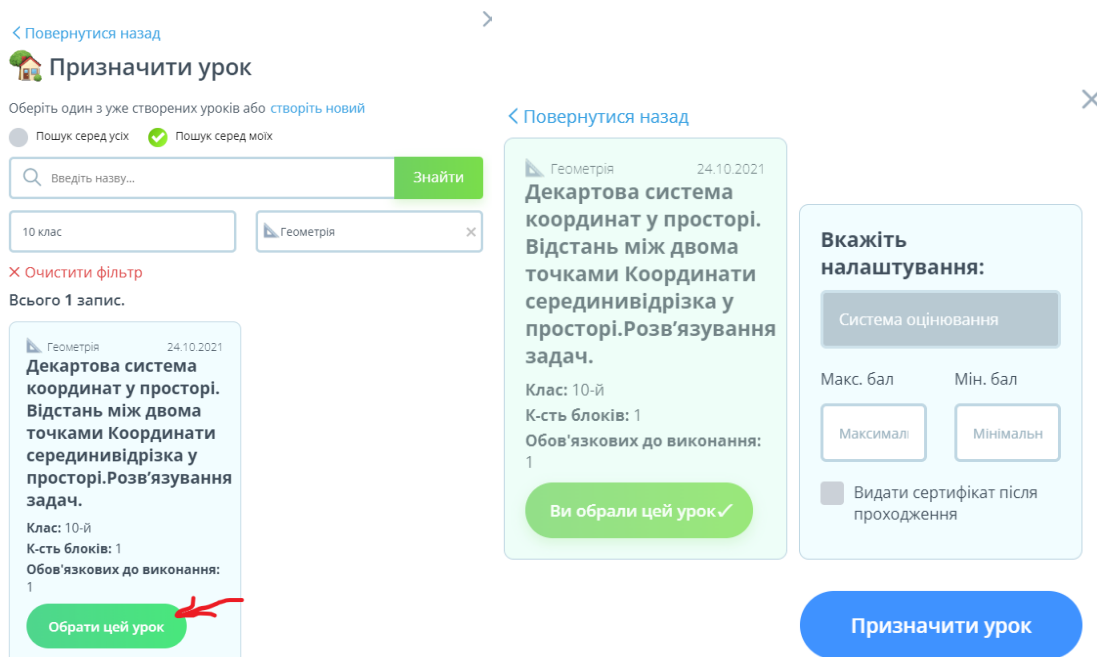 Повернутися назад
Призначити урок
Оберіть один з уже створених уроків або створіть новий
Пошук серед усіх Пошук серед моїх
Введіть назву... Знайти
10 клас Геометрія
Очистити фільтр
Всього 1 запис.
Геометрія 24.10.2021
Декартова система
координат у просторі.
Відстань між двома
точками Координати
серединивідрізка у
просторі.Розв’язування
задач.
Клас: 10-й
К-сть блоків: 1
Обов'язкових до виконання:
1
Обрати цей урок
Повернутися назад
Геометрія 24.10.2021
Декартова система
координат у просторі.
Відстань між двома
точками Координати
серединивідрізка у
просторі.Розв’язування
задач.
Клас: 10-й
К-сть блоків: 1
Обов'язкових до виконання:
1
Ви обрали цей урок✓
Вкажіть
налаштування:
Система оцінювання
Макс. бал Мін. бал
Максимал Мінімальн
Видати сертифікат після
проходження
Призначити урок